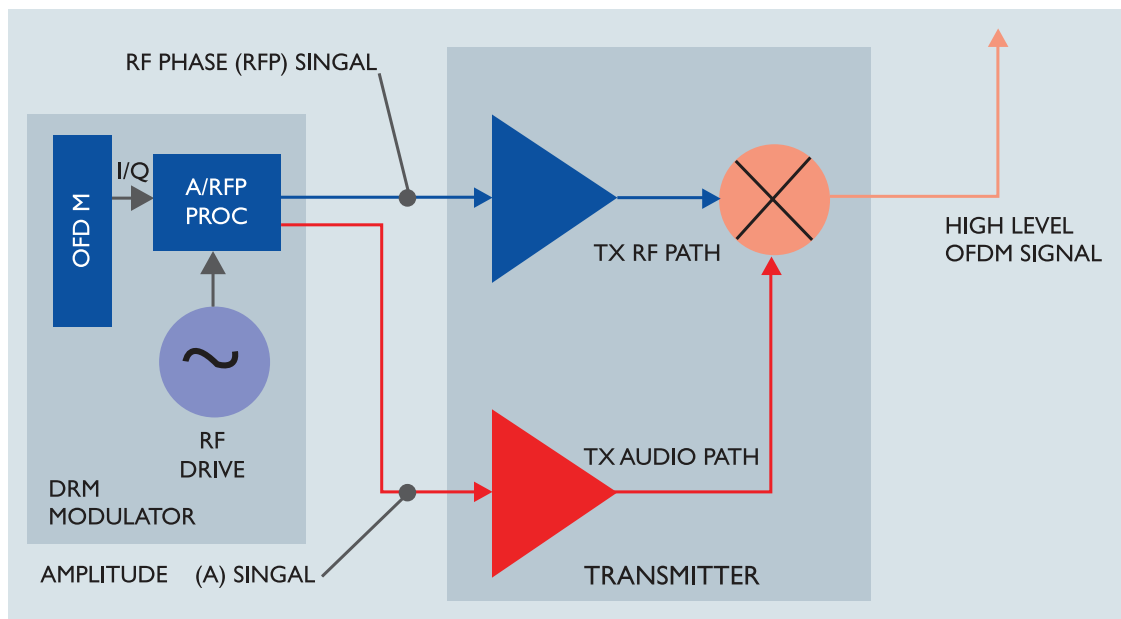 RF PHASE (RFP) SINGAL
OFD M
I/Q
A/RFP
PROC
RF
DRIVE
DRM
MODULATOR
AMPLITUDE (A) SINGAL
TX RF PATH
TX AUDIO PATH
TRANSMITTER
HIGH LEVEL
OFDM SIGNAL